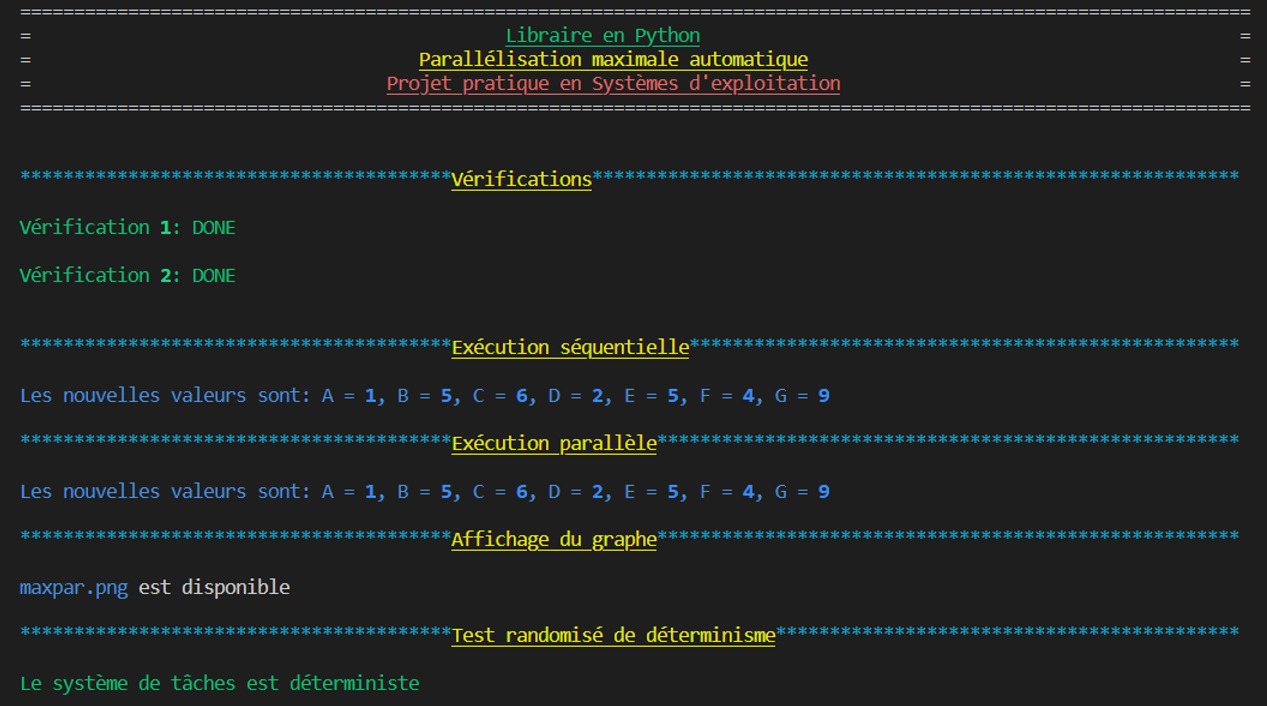 ==================================================================================================================
= Libraire en Python =
= Parallélisation maximale automatique =
= Projet pratique en Systèmes d'exploitation =
==================================================================================================================
****************************************Vérifications************************************************************
Vérification 1: DONE
Vérification 2: DONE
****************************************Exécution séquentielle***************************************************
Les nouvelles valeurs sont: A = 1, B = 5, C = 6, D = 2, E = 5, F = 4, G = 9
****************************************Exécution parallèle******************************************************
Les nouvelles valeurs sont: A = 1, B = 5, C = 6, D = 2, E = 5, F = 4, G = 9
****************************************Affichage du graphe******************************************************
maxpar.png est disponible
****************************************Test randomisé de déterminisme*******************************************
Le système de tâches est déterministe